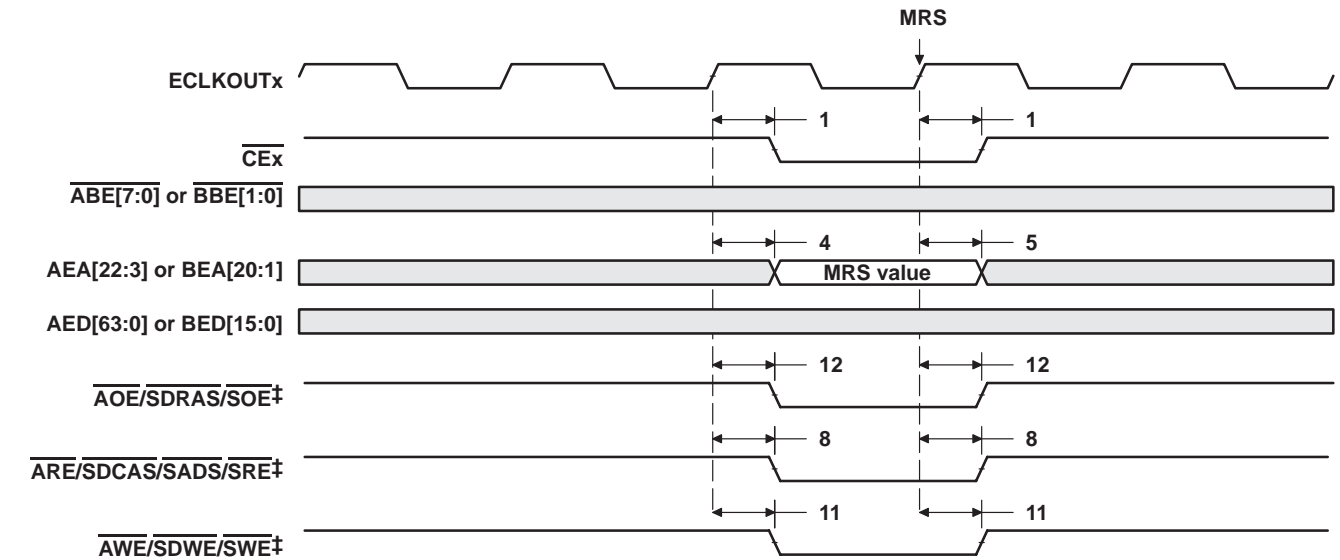 MRS
ECLKOUTx
1 1
CEx
ABE[7:0] or BBE[1:0]
4 5
AEA[22:3] or BEA[20:1] MRS value
AED[63:0] or BED[15:0]
12 12
AOE/SDRAS/SOE‡
8 8
ARE/SDCAS/SADS/SRE‡
11 11
AWE/SDWE/SWE‡